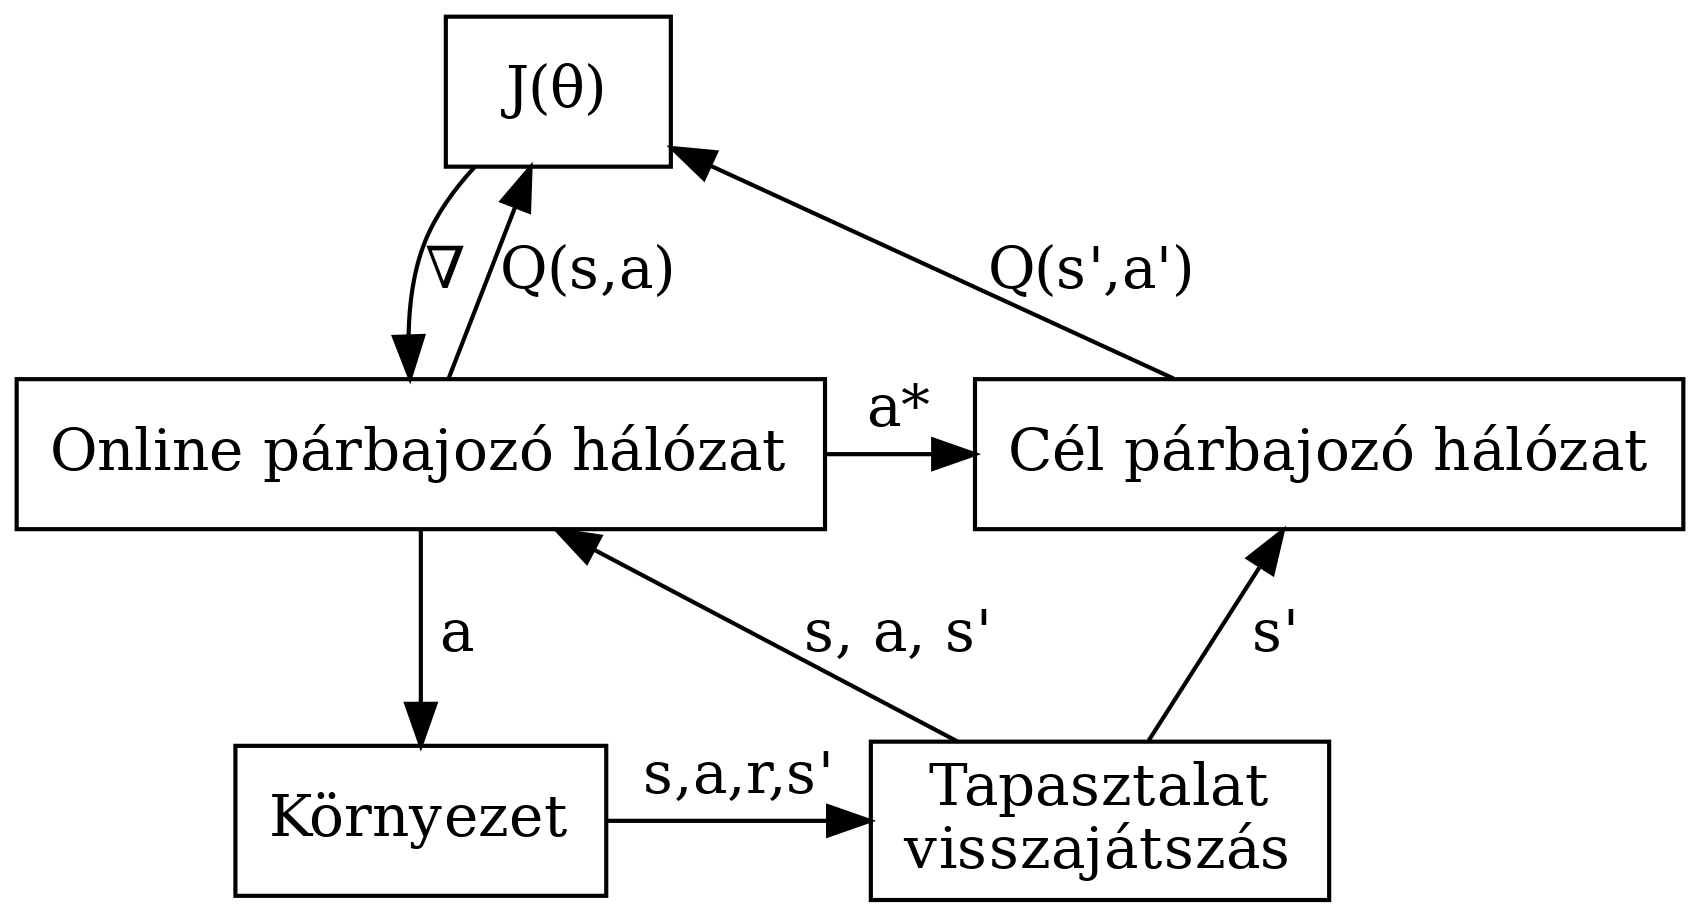 J(θ)
∇
Q(s,a)
Q(s',a')
a*
Online párbajozó hálózat
Cél párbajozó hálózat
a
s, a, s'
s'
s,a,r,s'
Környezet
Tapasztalat
visszajátszás